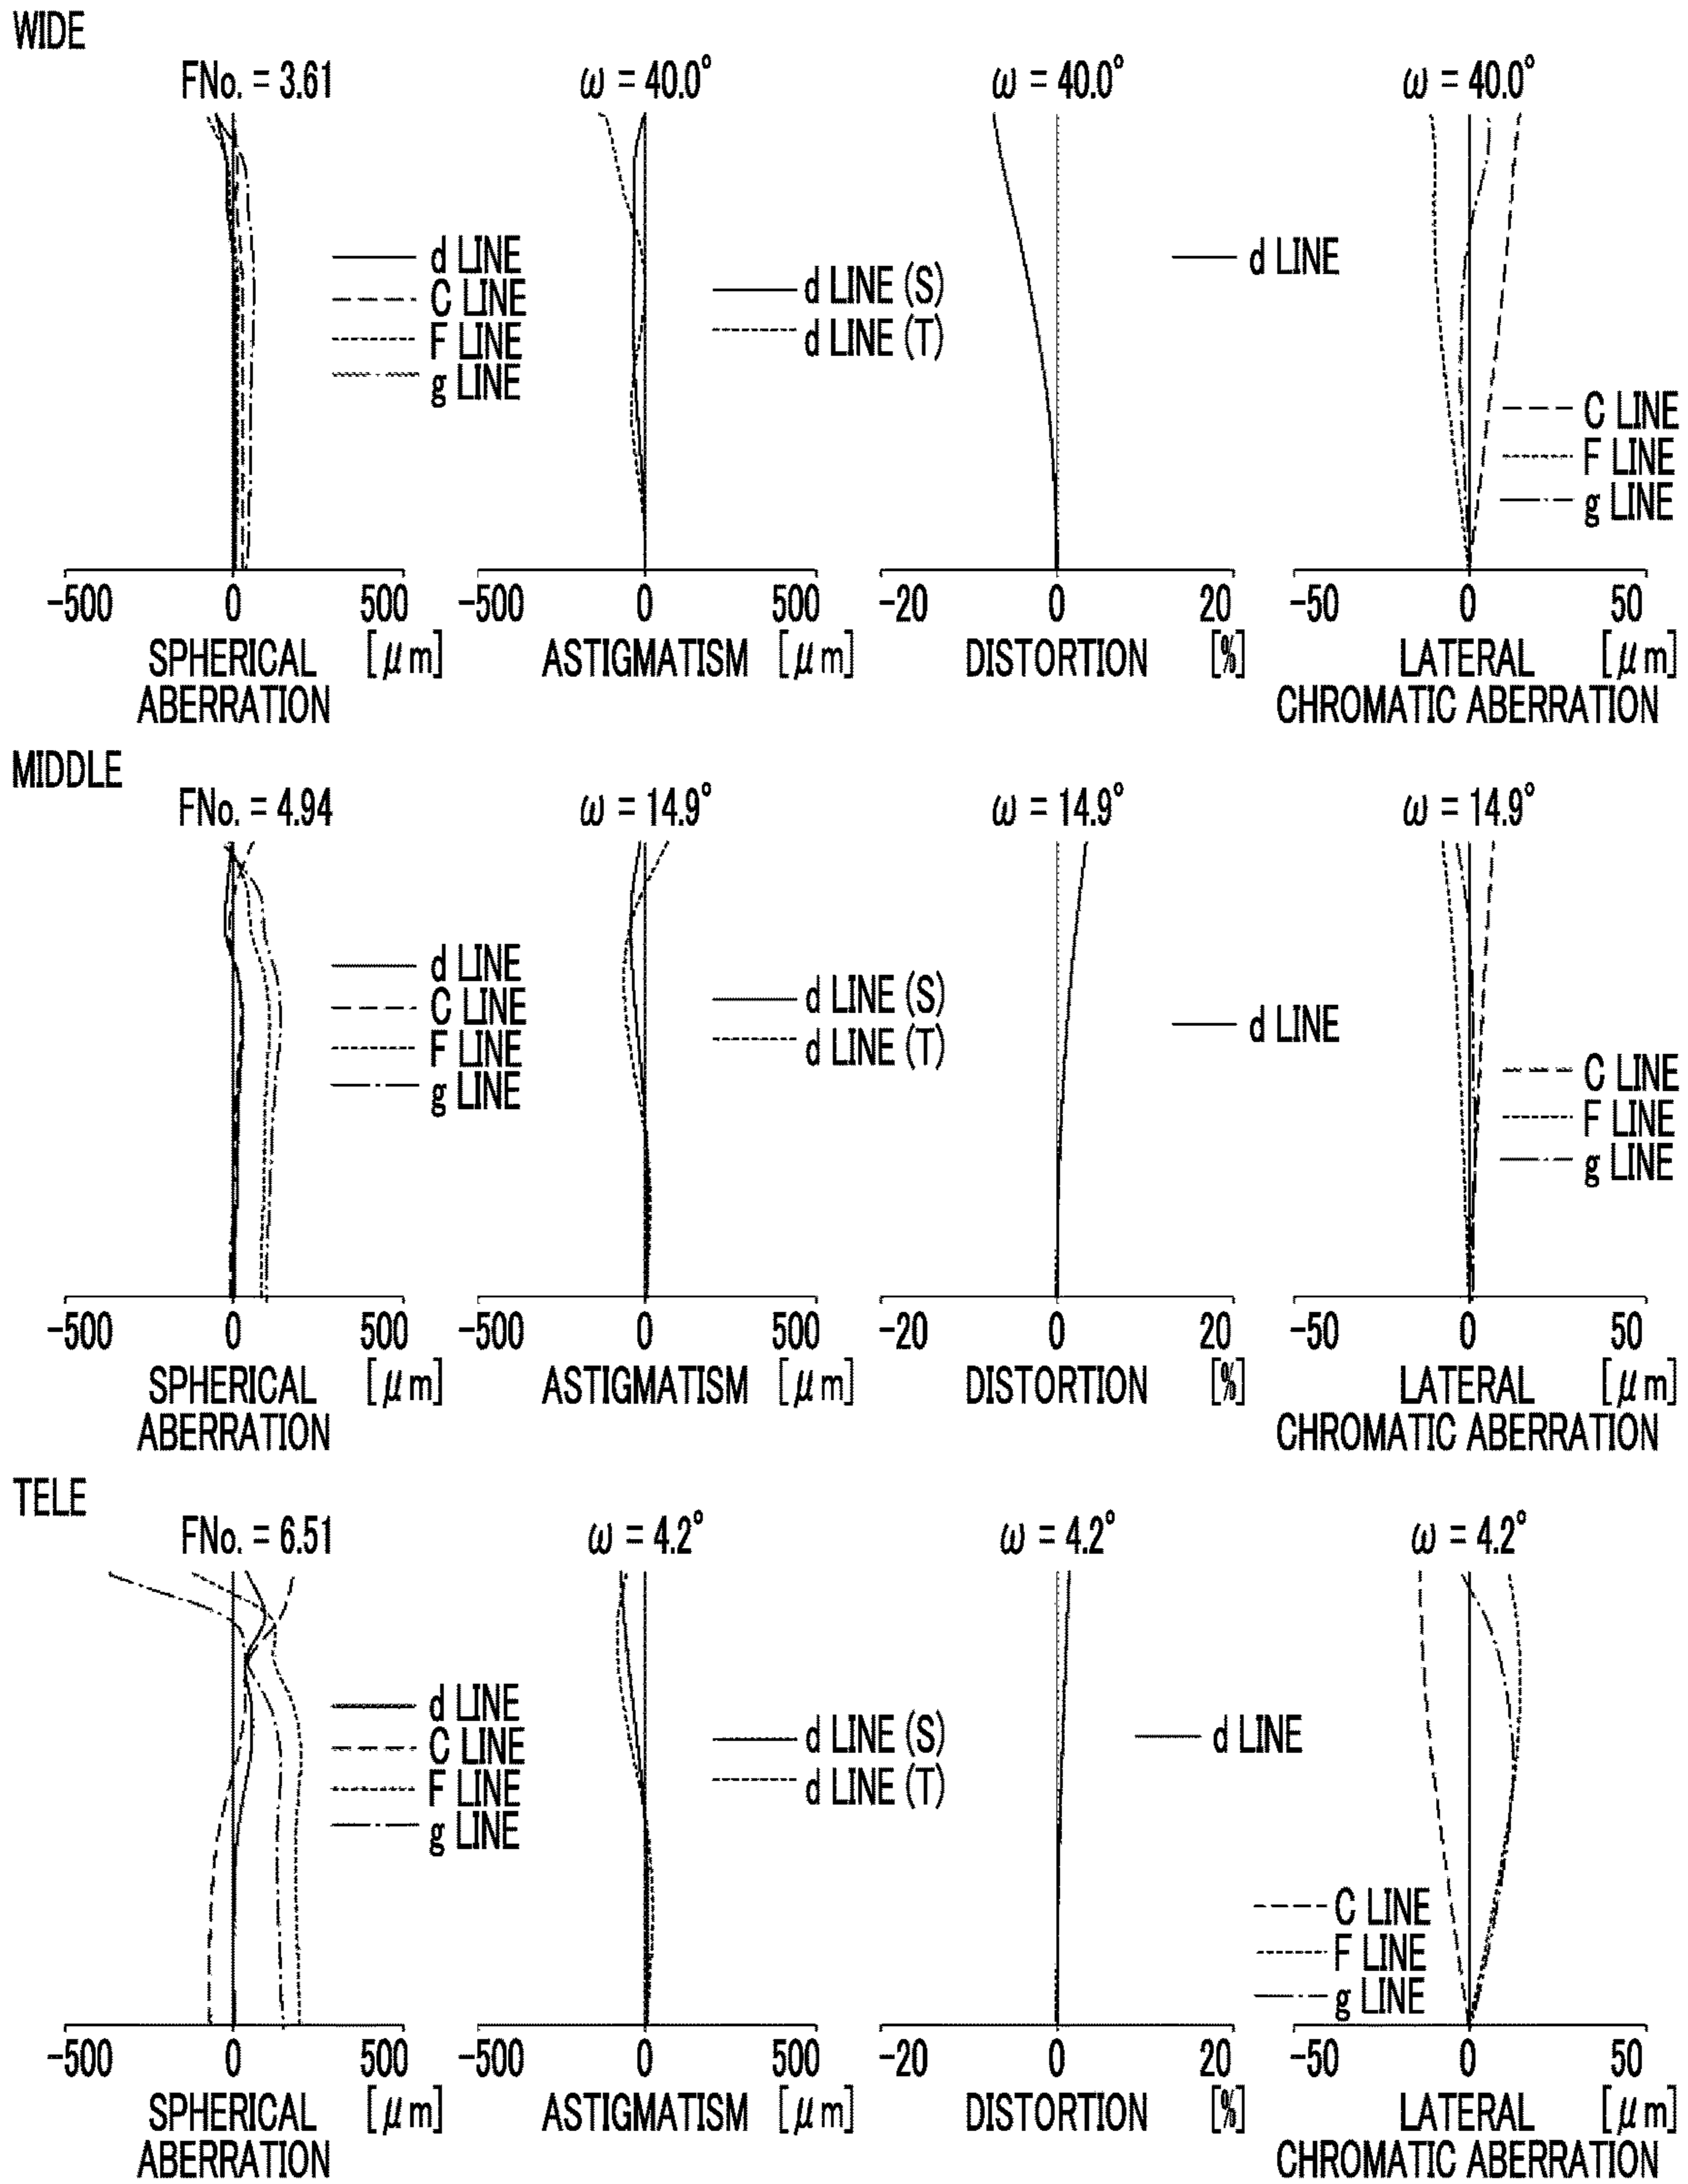 WIDE
FNo. = 3.61
ω = 40.0°
ω = 40.0°
ω = 40.0°
d LINE
C LINE
F LINE
g LINE
d LINE (S)
d LINE (T)
d LINE
C LINE
F LINE
g LINE
-500 0 500
-500 0 500
-20 0 20
-50 0 50
SPHERICAL [μm]
ABERRATION
ASTIGMATISM [μm]
DISTORTION [%]
LATERAL [μm]
CHROMATIC ABERRATION
MIDDLE
FNo. = 4.94
ω = 14.9°
ω = 14.9°
ω = 14.9°
d LINE
C LINE
F LINE
g LINE
d LINE (S)
d LINE (T)
d LINE
C LINE
F LINE
g LINE
-500 0 500
-500 0 500
-20 0 20
-50 0 50
SPHERICAL [μm]
ABERRATION
ASTIGMATISM [μm]
DISTORTION [%]
LATERAL [μm]
CHROMATIC ABERRATION
TELE
FNo. = 6.51
ω = 4.2°
ω = 4.2°
ω = 4.2°
d LINE
C LINE
F LINE
g LINE
d LINE (S)
d LINE (T)
d LINE
C LINE
F LINE
g LINE
-500 0 500
-500 0 500
-20 0 20
-50 0 50
SPHERICAL [μm]
ABERRATION
ASTIGMATISM [μm]
DISTORTION [%]
LATERAL [μm]
CHROMATIC ABERRATION